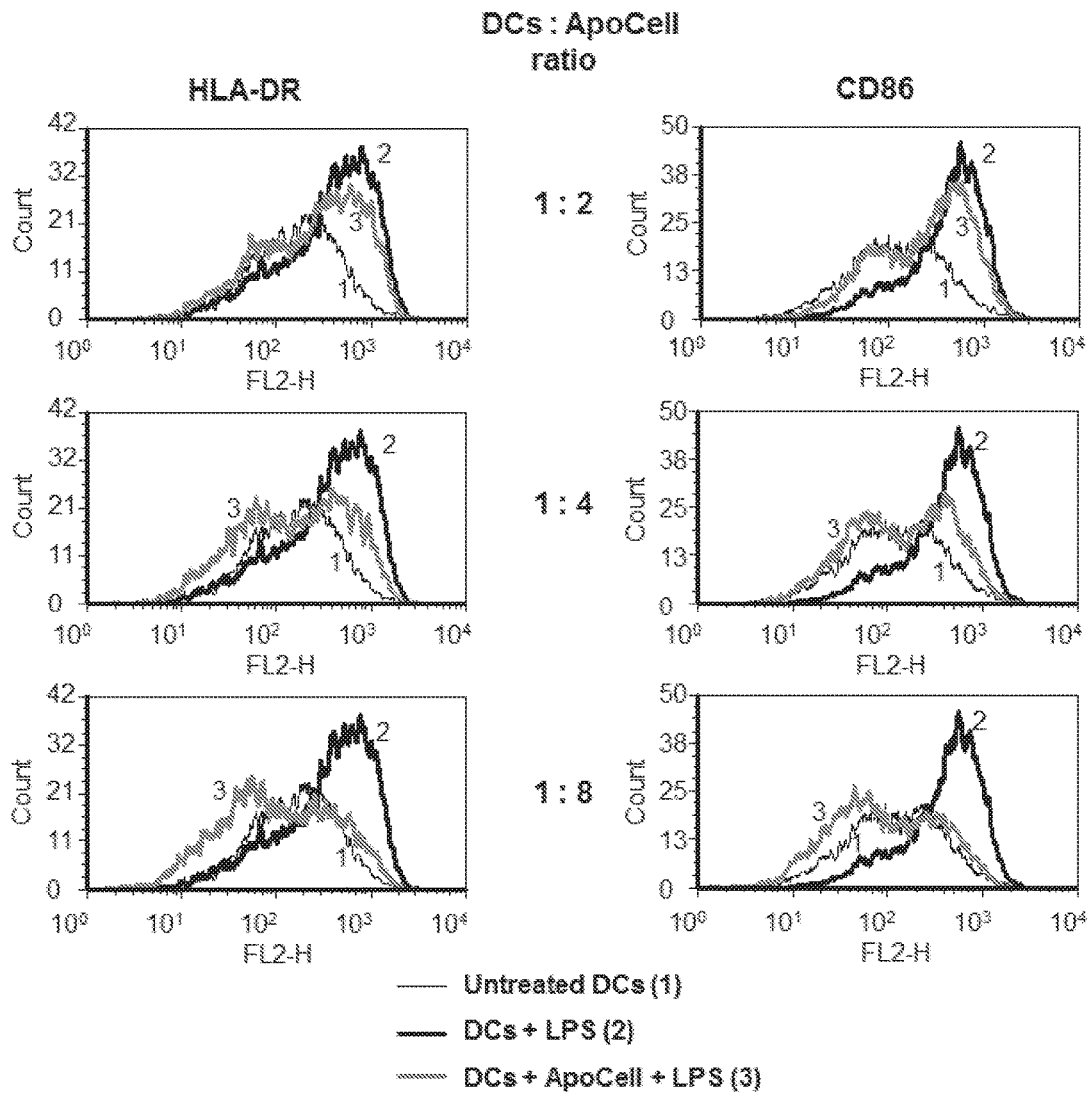 DCs : ApoCell
ratio
HLA-DR
CD86
42
32
21
11
0
Count
2
3
1
10⁰ 10¹ 10² 10³ 10⁴
FL2-H
1 : 2
50
38
25
13
0
Count
2
3
1
10⁰ 10¹ 10² 10³ 10⁴
FL2-H
42
32
21
11
0
Count
2
3
1
10⁰ 10¹ 10² 10³ 10⁴
FL2-H
1 : 4
50
38
25
13
0
Count
2
3
1
10⁰ 10¹ 10² 10³ 10⁴
FL2-H
42
32
21
11
0
Count
2
3
1
10⁰ 10¹ 10² 10³ 10⁴
FL2-H
1 : 8
50
38
25
13
0
Count
2
3
1
10⁰ 10¹ 10² 10³ 10⁴
FL2-H
Untreated DCs (1)
DCs + LPS (2)
DCs + ApoCell + LPS (3)